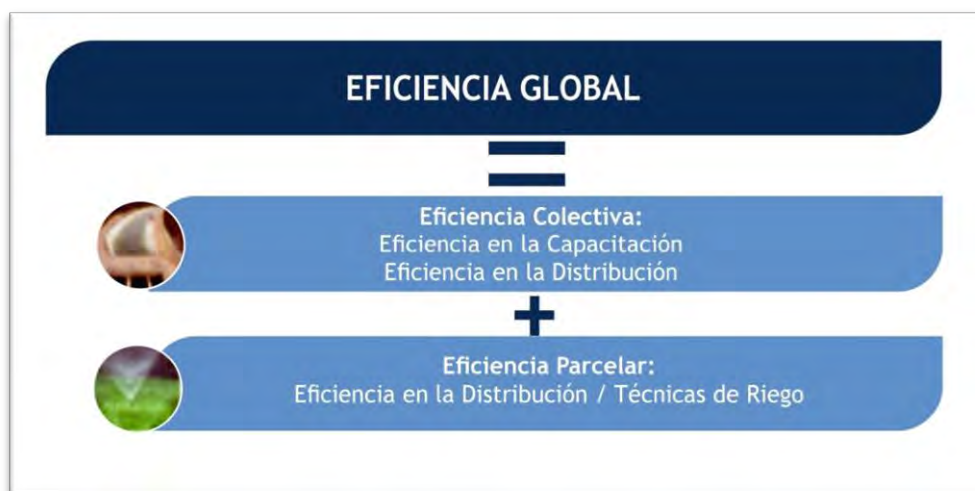 EFICIENCIA GLOBAL
=
Eficiencia Colectiva:
Eficiencia en la Capacitación
Eficiencia en la Distribución
+
Eficiencia Parcelar:
Eficiencia en la Distribución / Técnicas de Riego